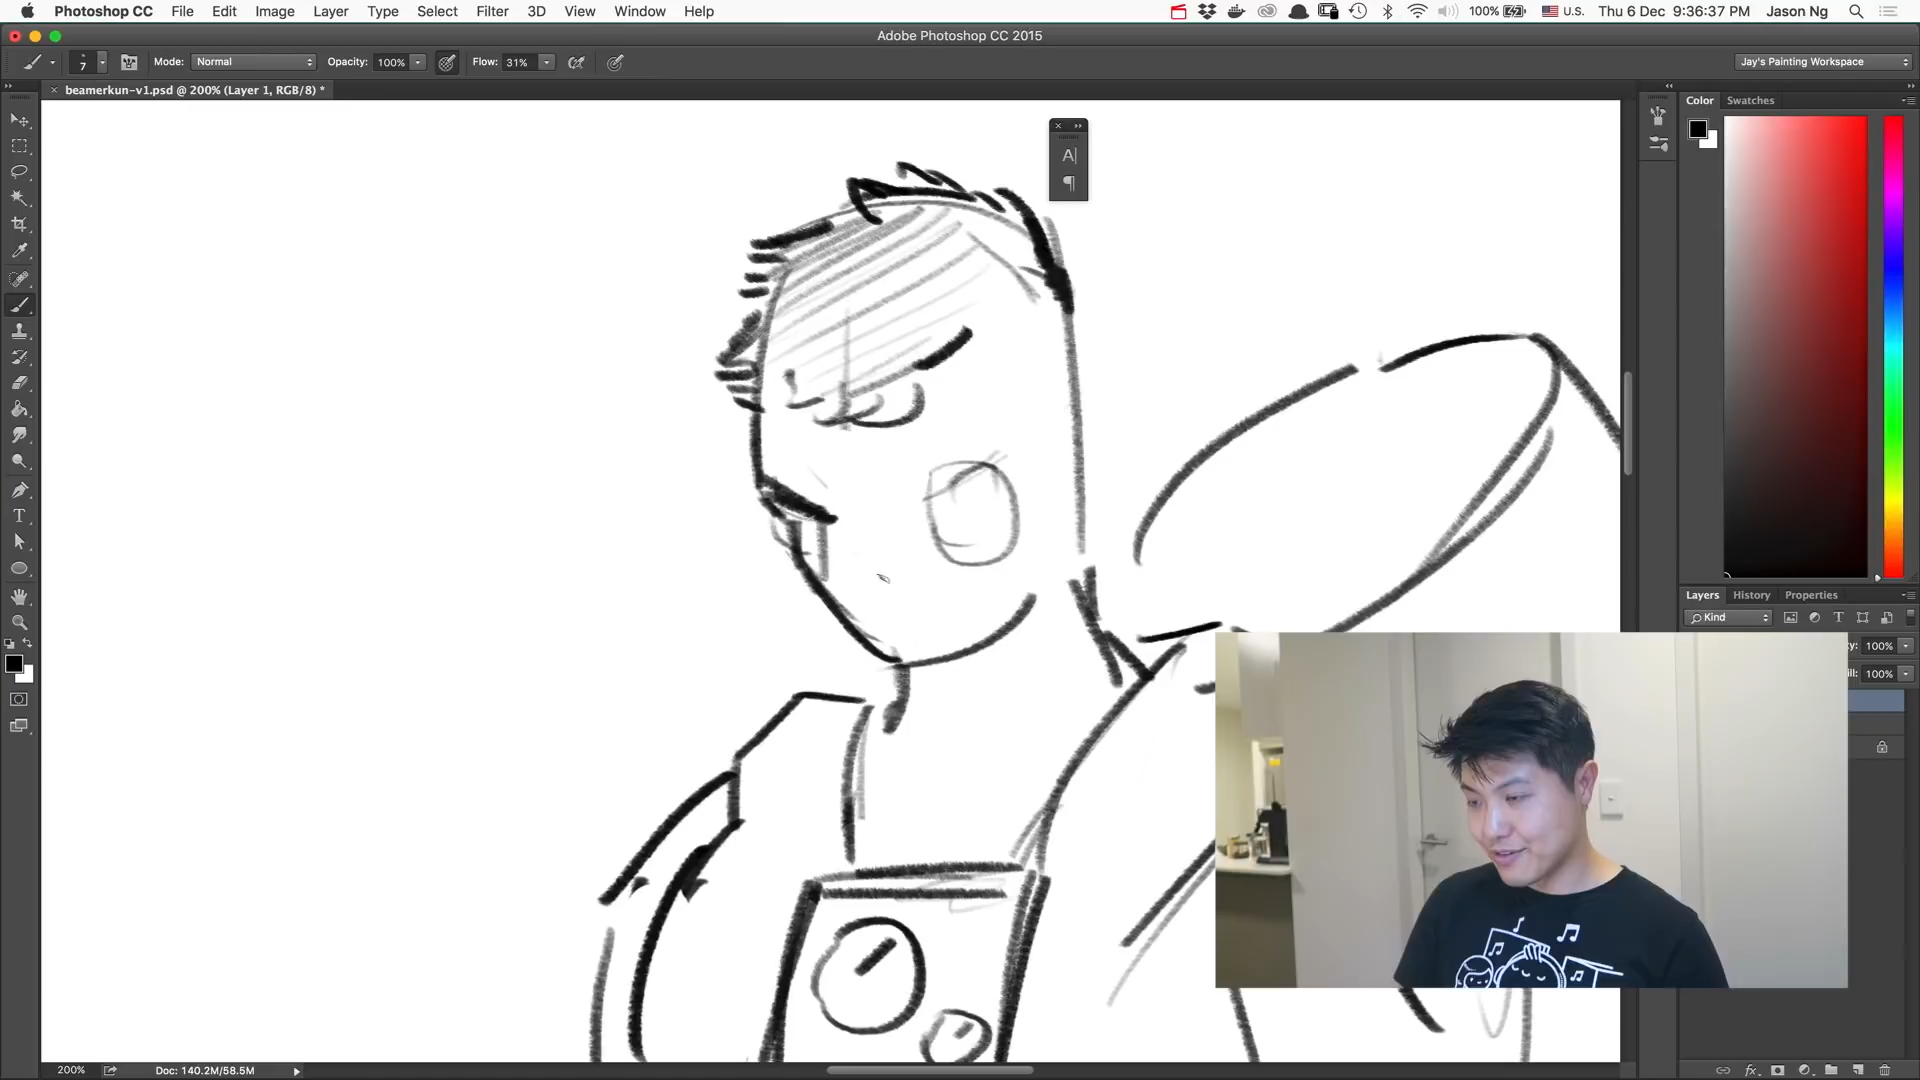 Photoshop CC File Edit Image Layer Type Select Filter 3D View Window Help 100% U.S. Thu 6 Dec 9:36:37 PM Jason Ng
Adobe Photoshop CC 2015
7 Mode: Normal Opacity: 100% Flow: 31% Jay's Painting Workspace
beamerkun-v1.psd @ 200% (Layer 1, RGB/8) *
Color Swatches
A
Layers History Properties
Kind
y: 100%
ill: 100%
200% Doc: 140.2M/58.5M